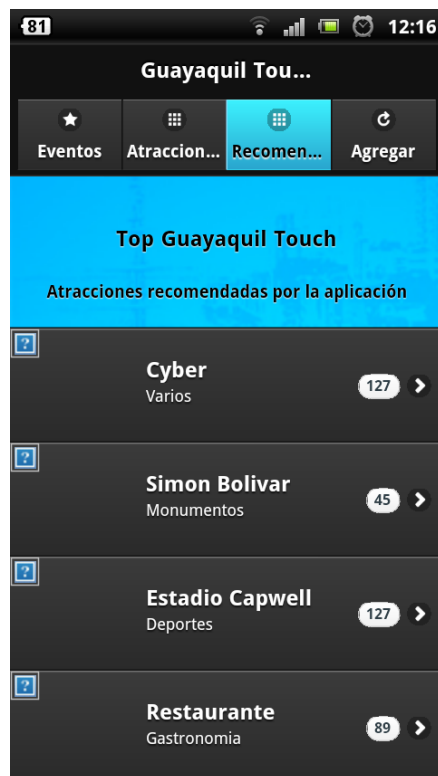 81 12:16
Guayaquil Tou...
Eventos Atraccion... Recomen... Agregar
Top Guayaquil Touch
Atracciones recomendadas por la aplicación
Cyber
Varios
127
Simon Bolivar
Monumentos
45
Estadio Capwell
Deportes
127
Restaurante
Gastronomia
89